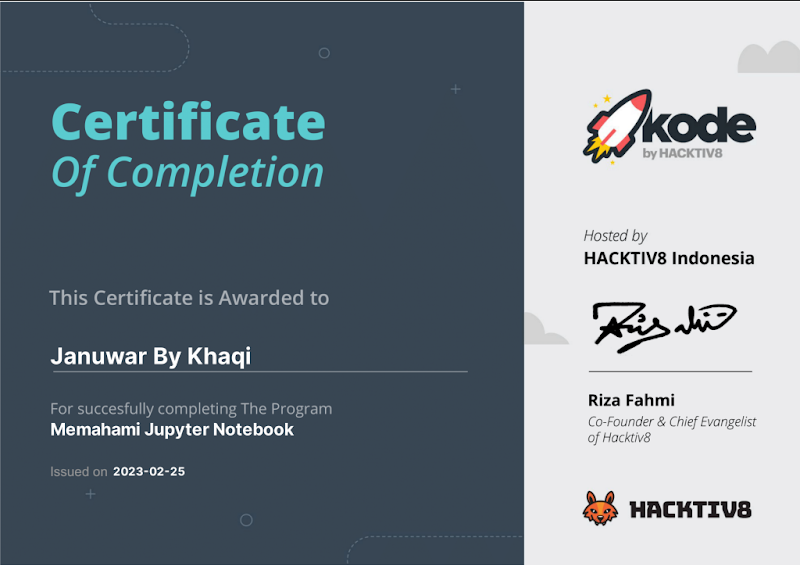 Certificate
Of Completion
This Certificate is Awarded to
Januwar By Khaqi
For succesfully completing The Program
Memahami Jupyter Notebook
Issued on 2023-02-25
kode
by HACKTIV8
Hosted by
HACKTIV8 Indonesia
Riza Fahmi
Co-Founder & Chief Evangelist
of Hacktiv8
HACKTIV8